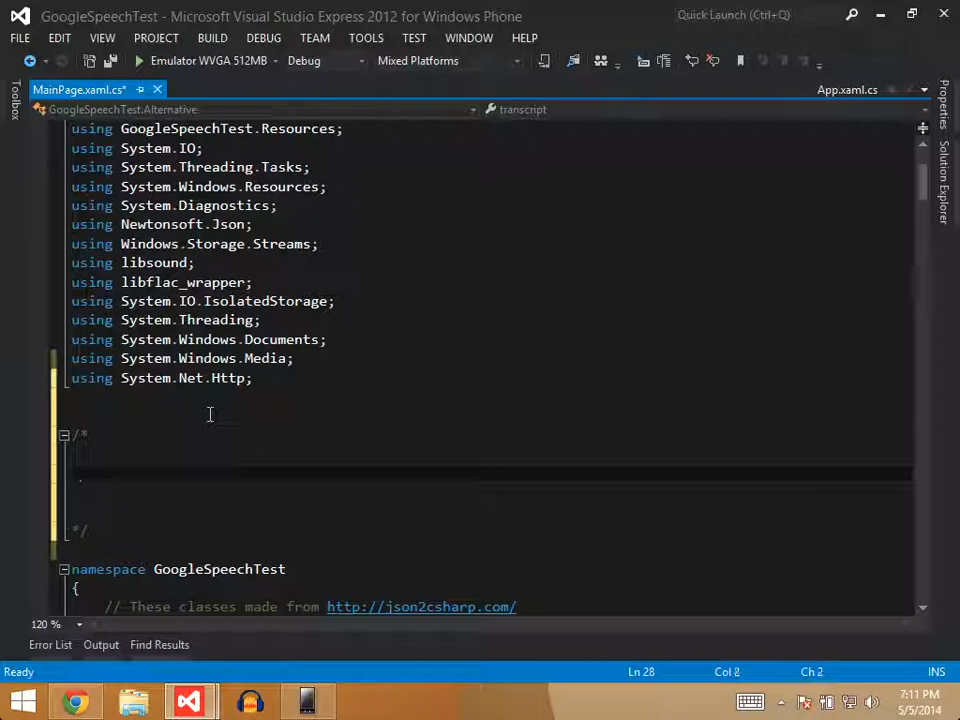 GoogleSpeechTest - Microsoft Visual Studio Express 2012 for Windows Phone
Quick Launch (Ctrl+Q)
FILE EDIT VIEW PROJECT BUILD DEBUG TEAM TOOLS TEST WINDOW HELP
Emulator WVGA 512MB Debug Mixed Platforms
Toolbox
MainPage.xaml.cs* App.xaml.cs
GoogleSpeechTest.Alternative transcript
using GoogleSpeechTest.Resources;
using System.IO;
using System.Threading.Tasks;
using System.Windows.Resources;
using System.Diagnostics;
using Newtonsoft.Json;
using Windows.Storage.Streams;
using libsound;
using libflac_wrapper;
using System.IO.IsolatedStorage;
using System.Threading;
using System.Windows.Documents;
using System.Windows.Media;
using System.Net.Http;
/*
*/
namespace GoogleSpeechTest
{
// These classes made from http://json2csharp.com/
Properties
Solution Explorer
120 %
Error List Output Find Results
Ready Ln 28 Col 2 Ch 2 INS
7:11 PM
5/5/2014